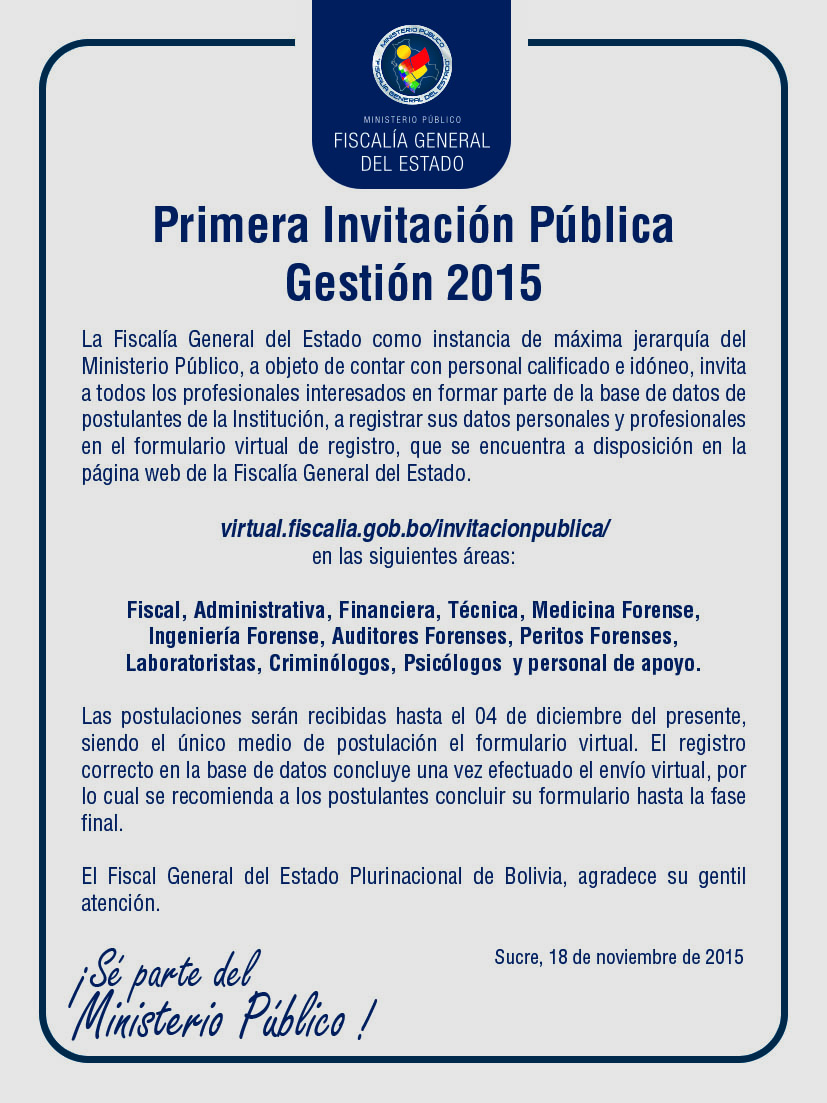 MINISTERIO PÚBLICO
FISCALÍA GENERAL DEL ESTADO
MINISTERIO PÚBLICO
FISCALÍA GENERAL
DEL ESTADO
Primera Invitación Pública
Gestión 2015
La Fiscalía General del Estado como instancia de máxima jerarquía del
Ministerio Público, a objeto de contar con personal calificado e idóneo, invita
a todos los profesionales interesados en formar parte de la base de datos de
postulantes de la Institución, a registrar sus datos personales y profesionales
en el formulario virtual de registro, que se encuentra a disposición en la
página web de la Fiscalía General del Estado.
virtual.fiscalia.gob.bo/invitacionpublica/
en las siguientes áreas:
Fiscal, Administrativa, Financiera, Técnica, Medicina Forense,
Ingeniería Forense, Auditores Forenses, Peritos Forenses,
Laboratoristas, Criminólogos, Psicólogos y personal de apoyo.
Las postulaciones serán recibidas hasta el 04 de diciembre del presente,
siendo el único medio de postulación el formulario virtual. El registro
correcto en la base de datos concluye una vez efectuado el envío virtual, por
lo cual se recomienda a los postulantes concluir su formulario hasta la fase
final.
El Fiscal General del Estado Plurinacional de Bolivia, agradece su gentil
atención.
Sucre, 18 de noviembre de 2015
¡Sé parte del
Ministerio Público !